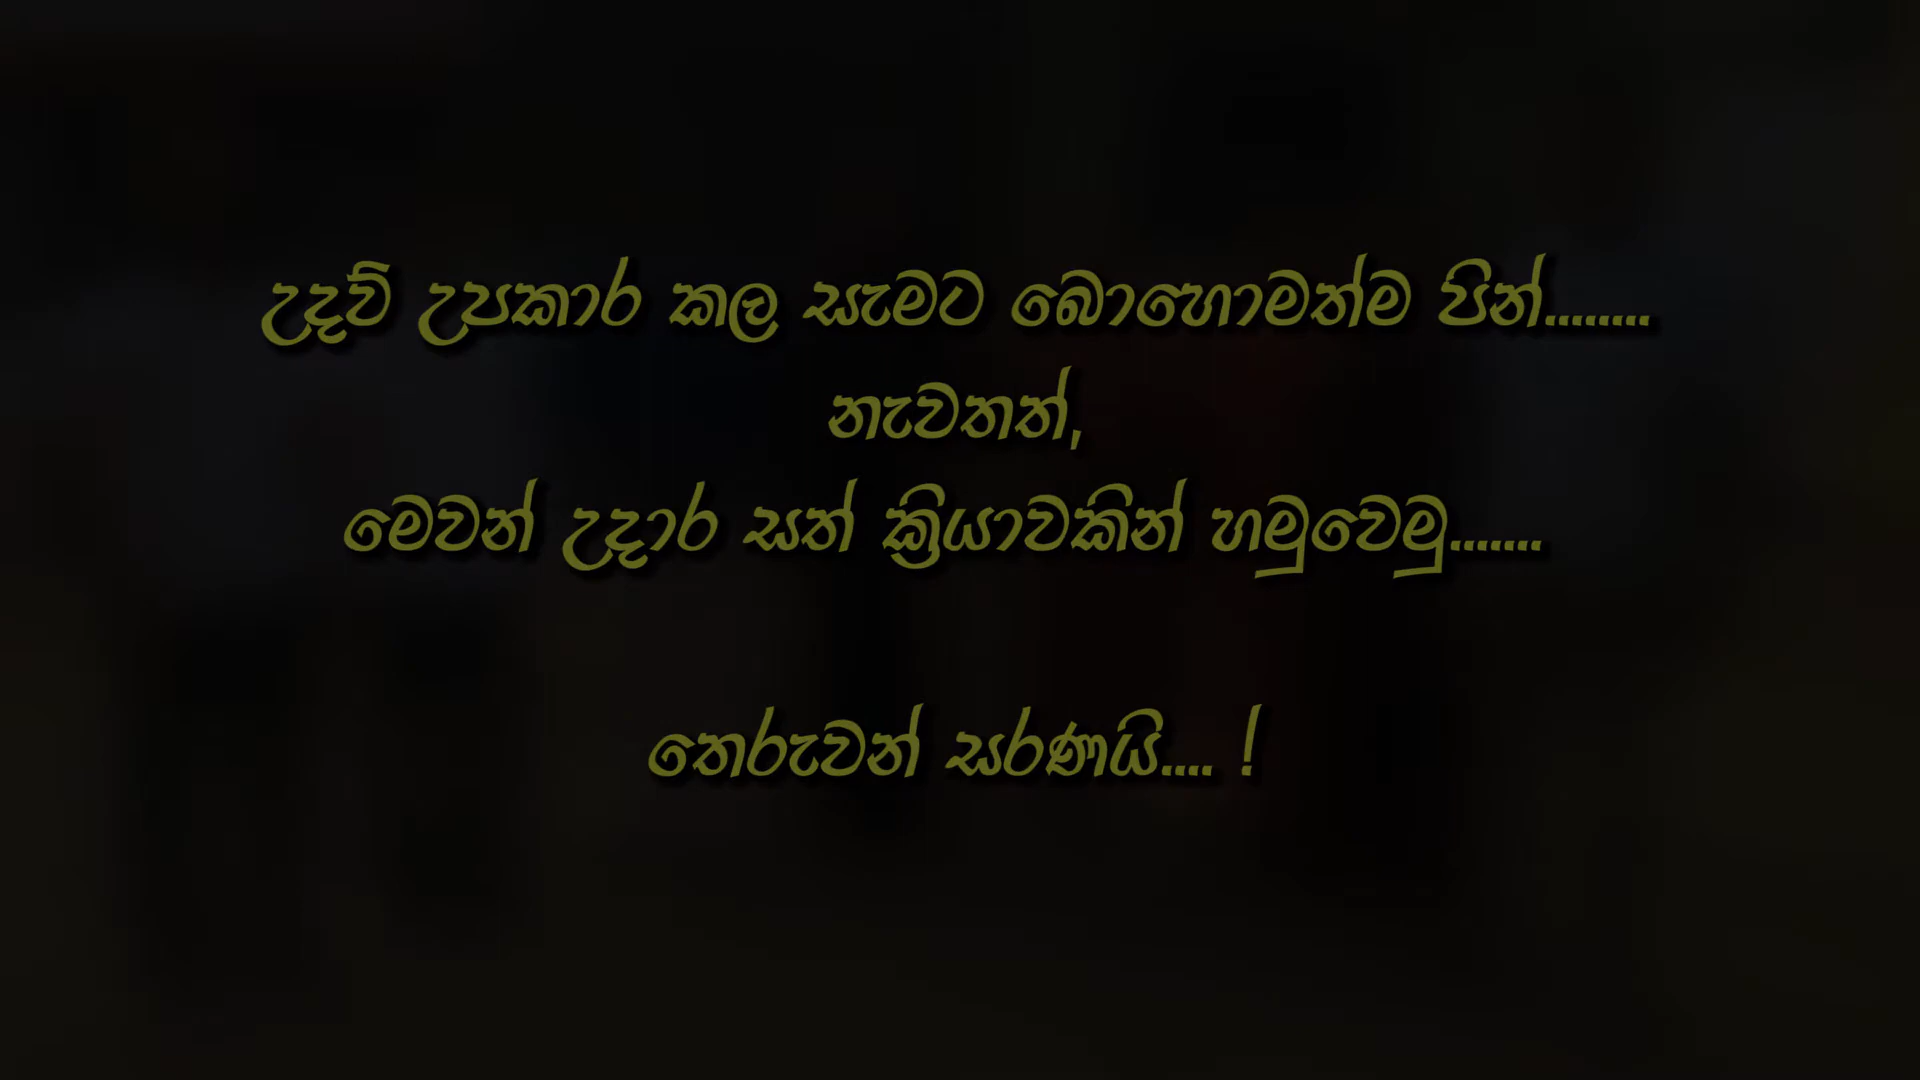 උදව් උපකාර කල සැමට බොහොමත්ම පින්........
නැවතත්,
මෙවන් උදාර සත් ක්‍රියාවකින් හමුවෙමු.......
තෙරුවන් සරණයි.... !